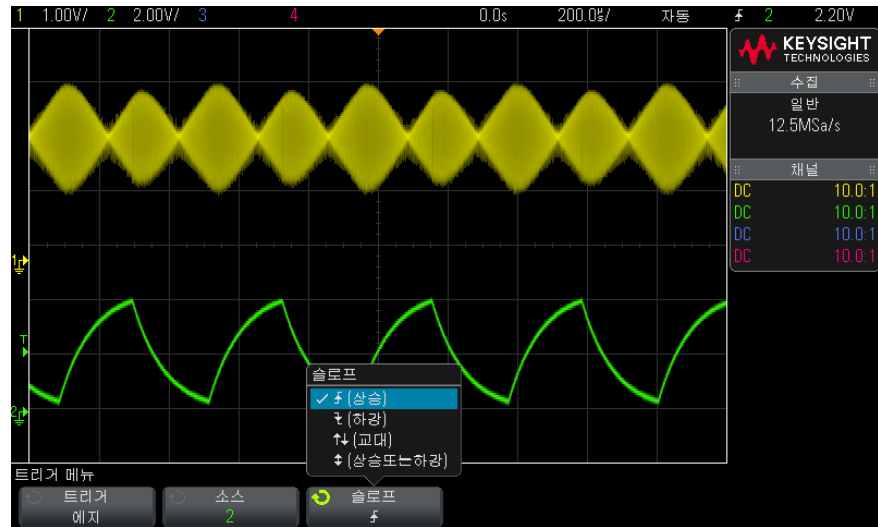 1 1.00V/ 2 2.00V/ 3 4 0.0s 200.0㎲/ 자동 2 2.20V
KEYSIGHT
TECHNOLOGIES
수집
일반
12.5MSa/s
채널
DC 10.0:1
DC 10.0:1
DC 10.0:1
DC 10.0:1
1
T
2
슬로프
(상승)
(하강)
(교대)
(상승또는하강)
트리거 메뉴
트리거 소스 슬로프
에지 2